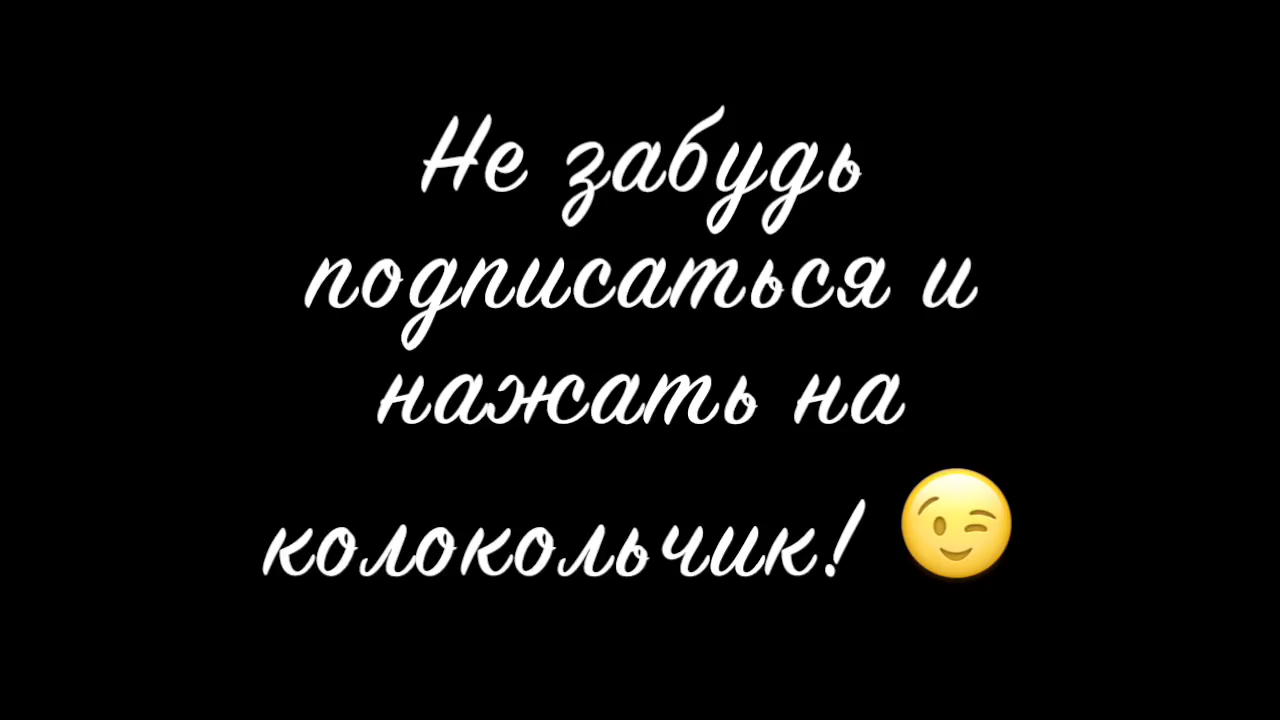 Не забудь
подписаться и
нажать на
колокольчик! 😉